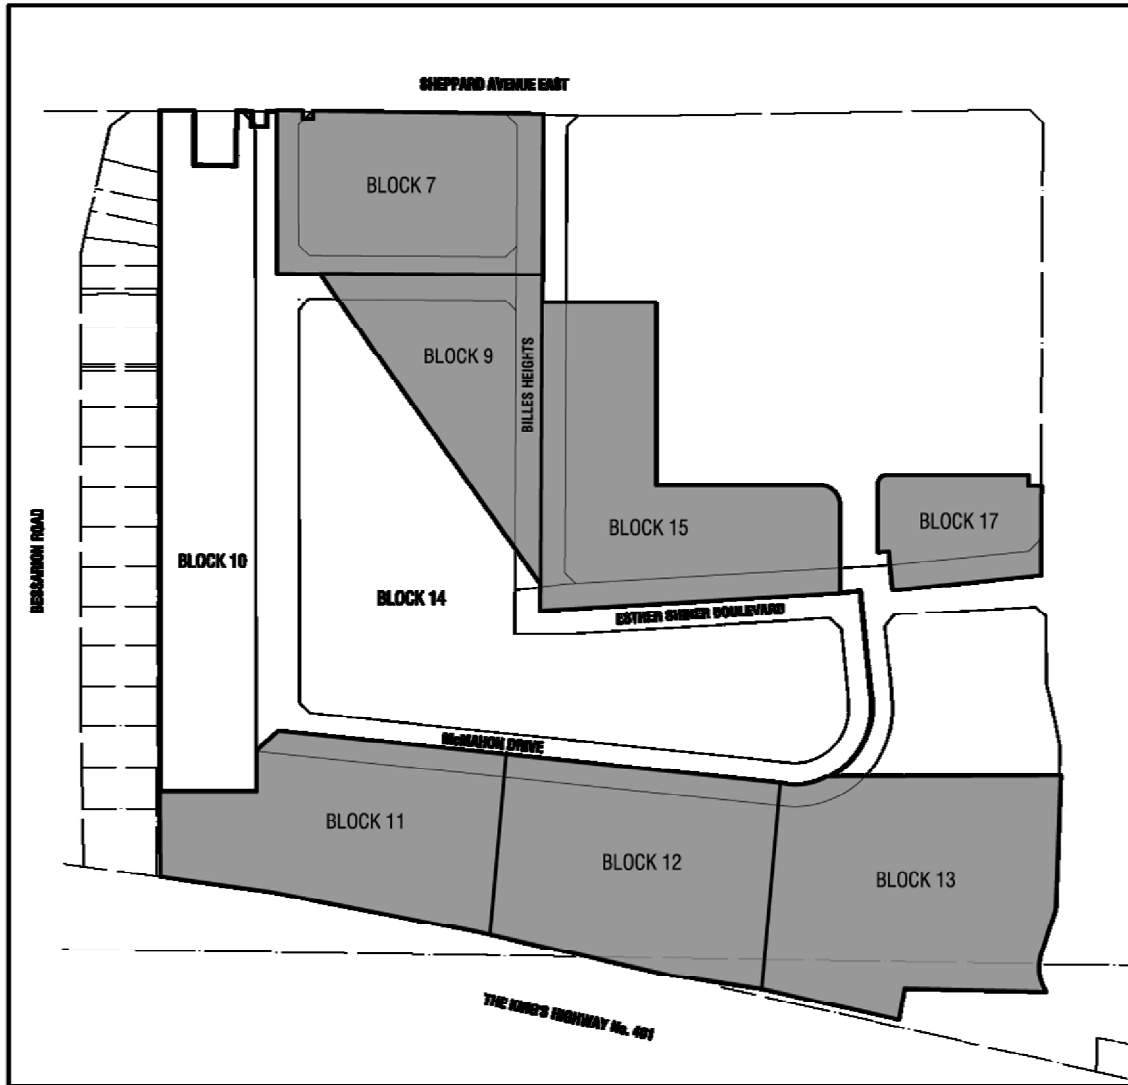 SHEPPARD AVENUE EAST
BLOCK 7
BLOCK 9
BILLES HEIGHTS
BLOCK 15
BLOCK 17
BESSARION ROAD
BLOCK 10
BLOCK 14
ESTHER SHINER BOULEVARD
McMAHON DRIVE
BLOCK 11
BLOCK 12
BLOCK 13
THE KING'S HIGHWAY No. 401